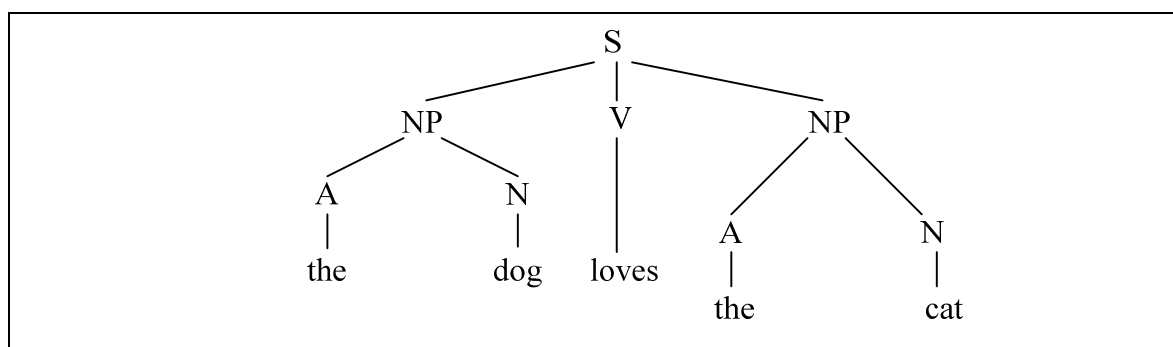 S
NP V NP
A N
A N
the dog loves
the cat